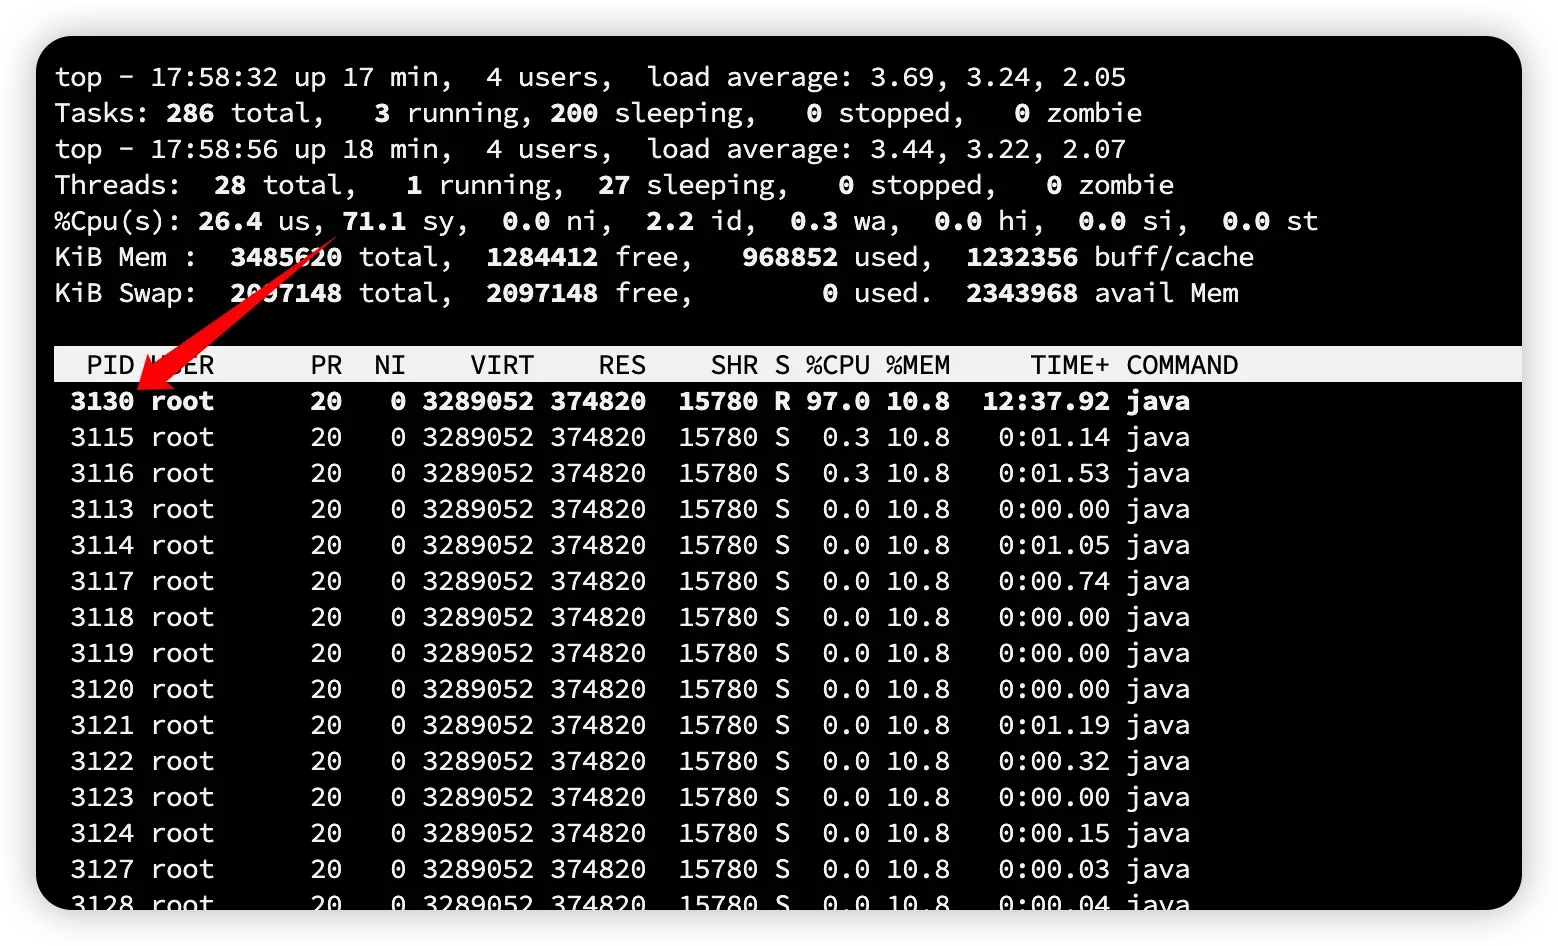 top - 17:58:32 up 17 min,  4 users,  load average: 3.69, 3.24, 2.05
Tasks: 286 total,   3 running, 200 sleeping,   0 stopped,   0 zombie
top - 17:58:56 up 18 min,  4 users,  load average: 3.44, 3.22, 2.07
Threads:  28 total,   1 running,  27 sleeping,   0 stopped,   0 zombie
%Cpu(s): 26.4 us, 71.1 sy,  0.0 ni,  2.2 id,  0.3 wa,  0.0 hi,  0.0 si,  0.0 st
KiB Mem :  3485620 total,  1284412 free,   968852 used,  1232356 buff/cache
KiB Swap:  2097148 total,  2097148 free,        0 used.  2343968 avail Mem
PID USER      PR  NI    VIRT    RES    SHR S %CPU %MEM     TIME+ COMMAND
3130 root      20   0 3289052 374820  15780 R 97.0 10.8  12:37.92 java
3115 root      20   0 3289052 374820  15780 S  0.3 10.8   0:01.14 java
3116 root      20   0 3289052 374820  15780 S  0.3 10.8   0:01.53 java
3113 root      20   0 3289052 374820  15780 S  0.0 10.8   0:00.00 java
3114 root      20   0 3289052 374820  15780 S  0.0 10.8   0:01.05 java
3117 root      20   0 3289052 374820  15780 S  0.0 10.8   0:00.74 java
3118 root      20   0 3289052 374820  15780 S  0.0 10.8   0:00.00 java
3119 root      20   0 3289052 374820  15780 S  0.0 10.8   0:00.00 java
3120 root      20   0 3289052 374820  15780 S  0.0 10.8   0:00.00 java
3121 root      20   0 3289052 374820  15780 S  0.0 10.8   0:01.19 java
3122 root      20   0 3289052 374820  15780 S  0.0 10.8   0:00.32 java
3123 root      20   0 3289052 374820  15780 S  0.0 10.8   0:00.00 java
3124 root      20   0 3289052 374820  15780 S  0.0 10.8   0:00.15 java
3127 root      20   0 3289052 374820  15780 S  0.0 10.8   0:00.03 java
3128 root      20   0 3289052 374820  15780 S  0.0 10.8   0:00.04 java